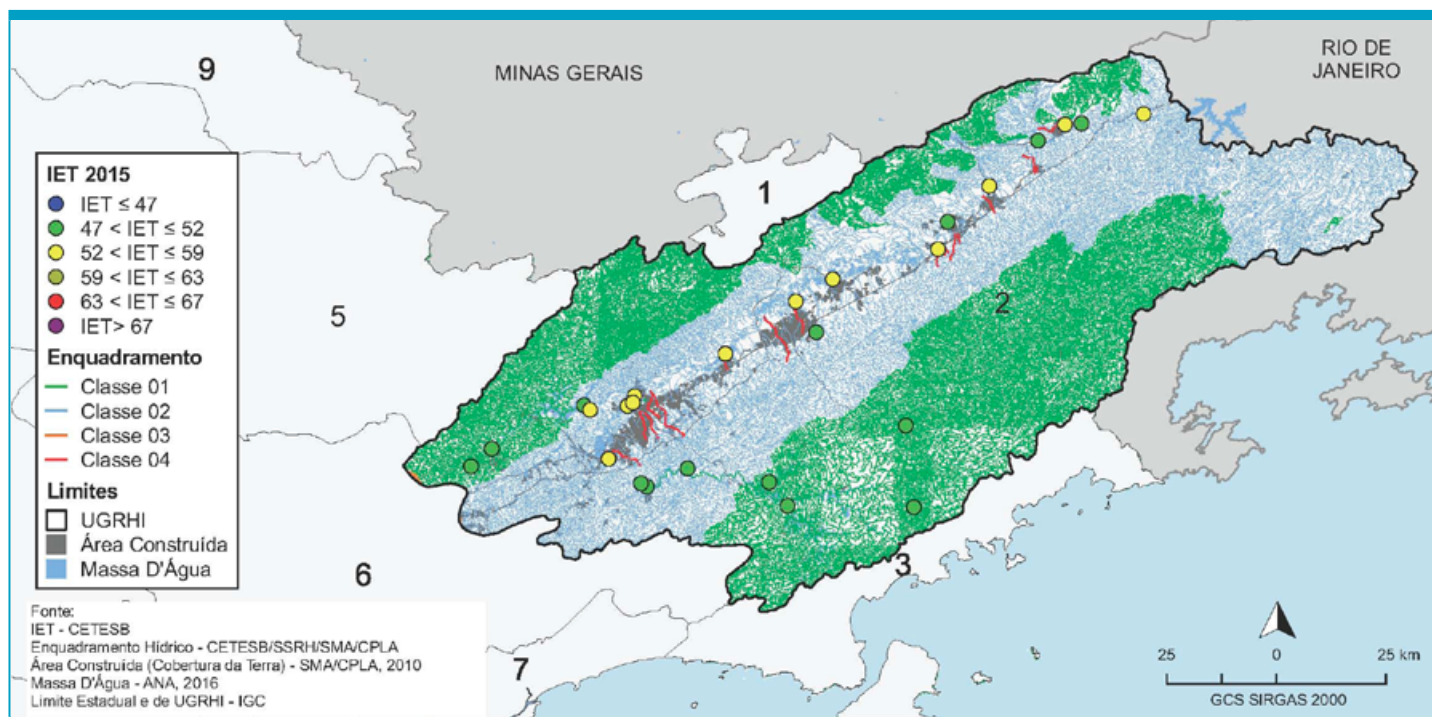 9
MINAS GERAIS
RIO DE
JANEIRO
1
5
2
3
6
7
IET 2015
IET ≤ 47
47 < IET ≤ 52
52 < IET ≤ 59
59 < IET ≤ 63
63 < IET ≤ 67
IET> 67
Enquadramento
Classe 01
Classe 02
Classe 03
Classe 04
Limites
UGRHI
Área Construída
Massa D'Água
Fonte:
IET - CETESB
Enquadramento Hídrico - CETESB/SSRH/SMA/CPLA
Área Construída (Cobertura da Terra) - SMA/CPLA, 2010
Massa D'Água - ANA, 2016
Limite Estadual e de UGRHI - IGC
25 0 25 km
GCS SIRGAS 2000